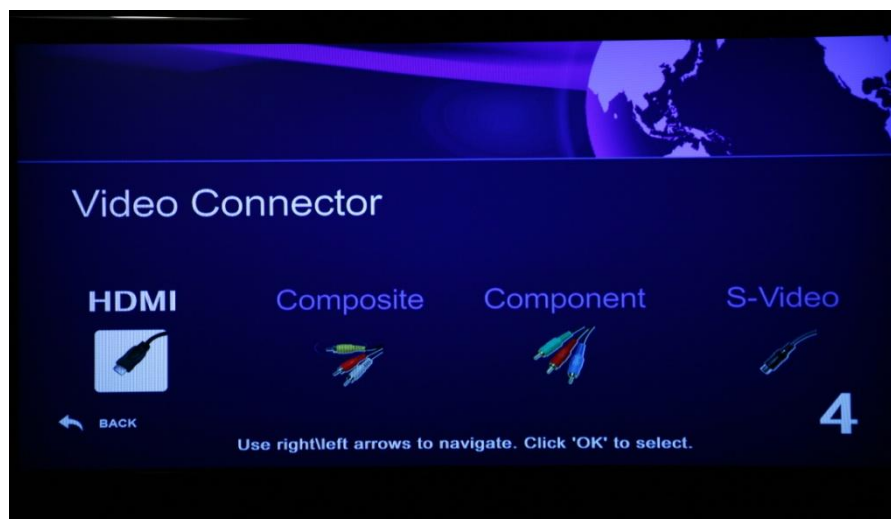 Video Connector
HDMI Composite Component S-Video
BACK
4
Use right\left arrows to navigate. Click 'OK' to select.